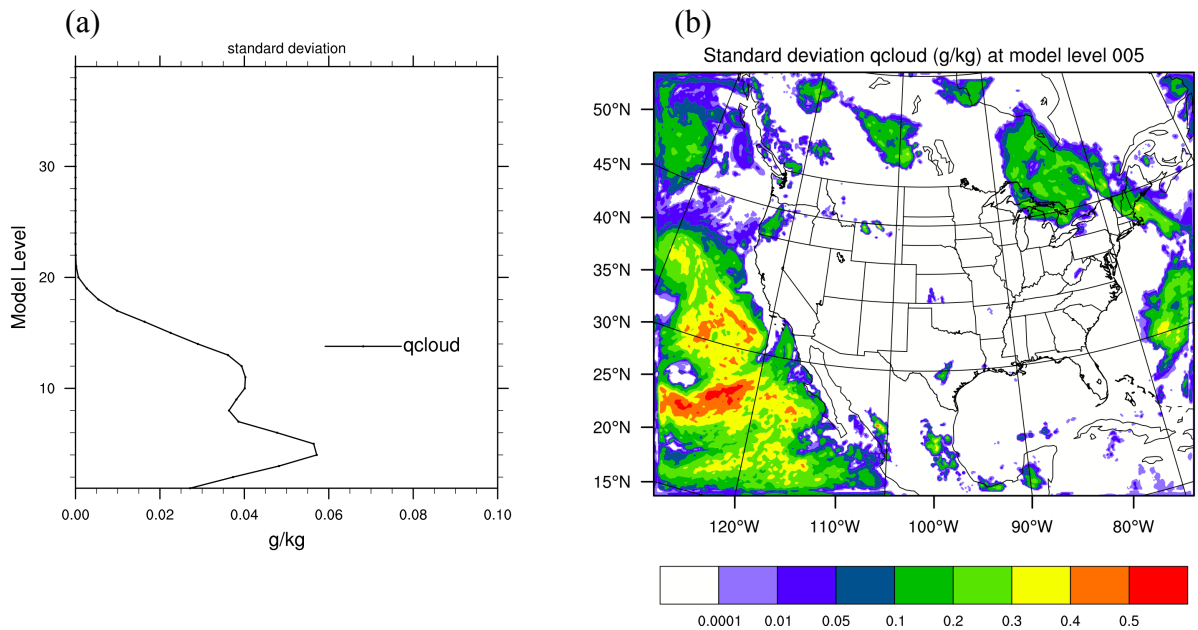 (a)
standard deviation
Model Level
30
20
10
qcloud
0.00 0.02 0.04 0.06 0.08 0.10
g/kg
(b)
Standard deviation qcloud (g/kg) at model level 005
50°N
45°N
40°N
35°N
30°N
25°N
20°N
15°N
120°W 110°W 100°W 90°W 80°W
0.0001 0.01 0.05 0.1 0.2 0.3 0.4 0.5